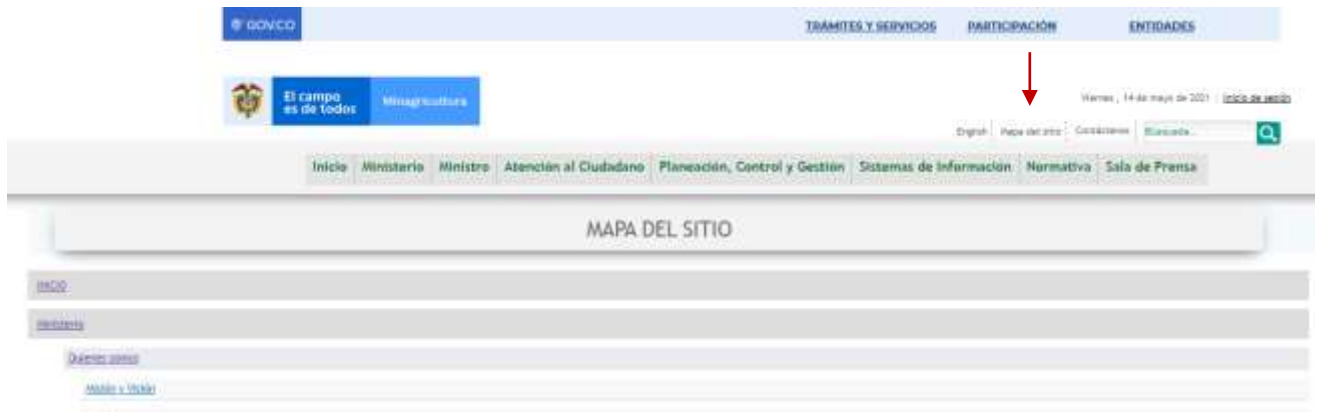 GOV.CO
TRÁMITES Y SERVICIOS PARTICIPACIÓN ENTIDADES
El campo
es de todos
Minagricultura
Viernes , 14 de mayo de 2021 Inicio de sesión
English Mapa del sitio Contáctenos Búsqueda...
Inicio Ministerio Ministro Atención al Ciudadano Planeación, Control y Gestión Sistemas de Información Normativa Sala de Prensa
MAPA DEL SITIO
INICIO
Ministerio
Quienes somos
Misión y Visión